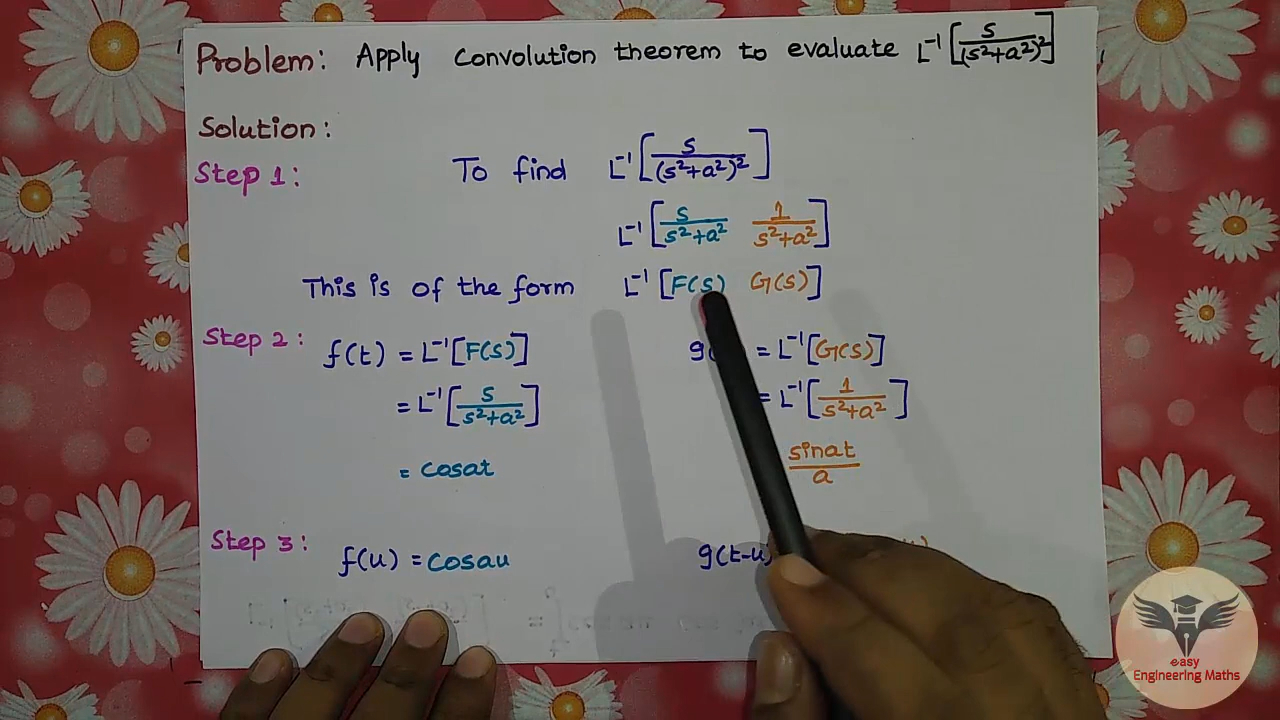 Problem: Apply Convolution theorem to evaluate L⁻¹[s/(s²+a²)²]
Solution:
Step 1: To find L⁻¹[s/(s²+a²)²]
L⁻¹[s/s²+a² 1/s²+a²]
This is of the form L⁻¹[F(s) G(s)]
Step 2: f(t) = L⁻¹[F(s)] g( = L⁻¹[G(s)]
= L⁻¹[s/s²+a²] = L⁻¹[1/s²+a²]
= cosat sinat/a
Step 3: f(u) = cosau g(t-u)
easy
Engineering Maths